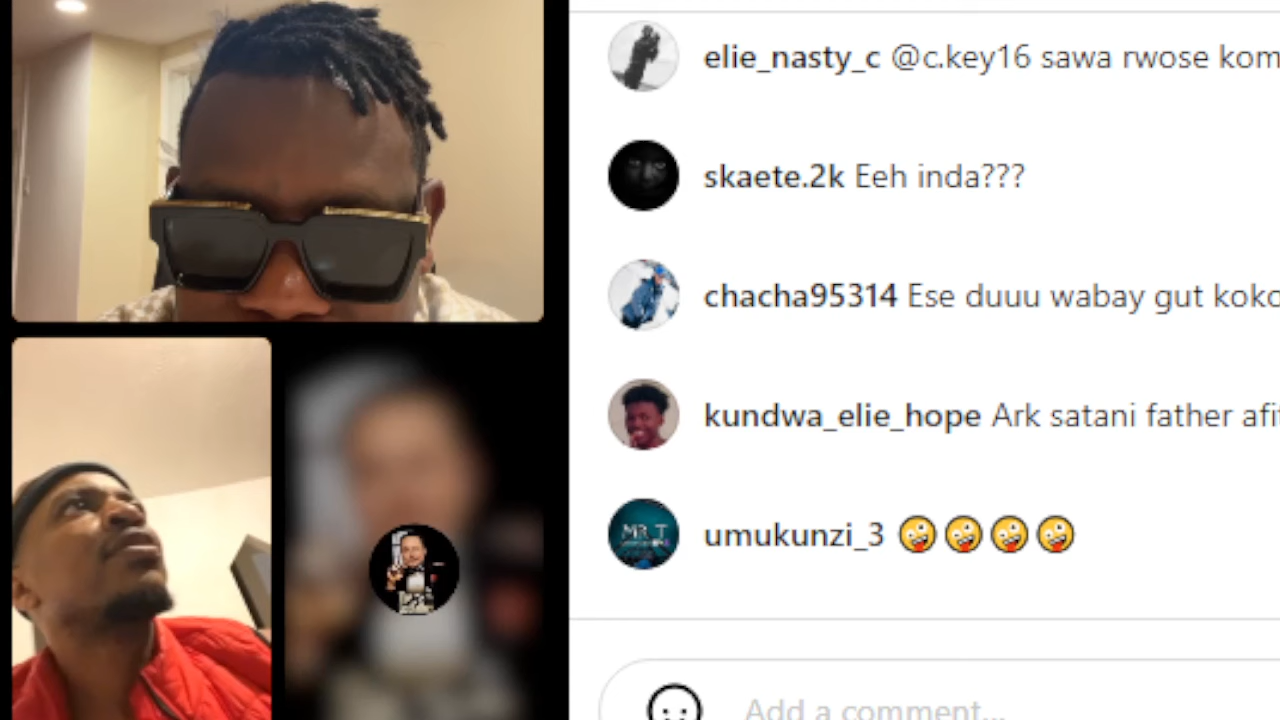 elie_nasty_c @c.key16 sawa rwose kom
skaete.2k Eeh inda???
chacha95314 Ese duuu wabay gut koko
kundwa_elie_hope Ark satani father afi
MR T
umukunzi_3 🤪🤪🤪🤪
Add a comment...